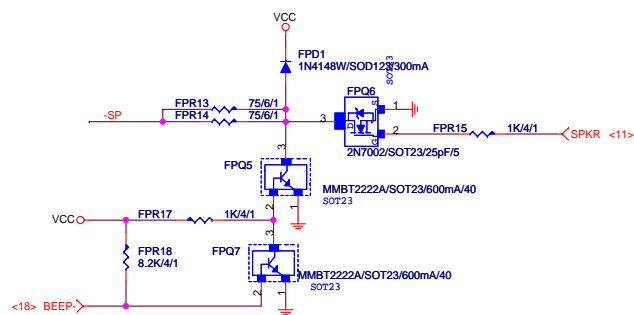 VCC
FPD1
1N4148W/SOD123/300mA
SOT23
FPQ6
-SP
FPR13
75/6/1
FPR14
75/6/1
3
D
S
G
1
2
FPR15
1K/4/1
SPKR <11>
2N7002/SOT23/25pF/5
3
FPQ5
MMBT2222A/SOT23/600mA/40
SOT23
2
1
VCC
FPR17
1K/4/1
3
FPR18
8.2K/4/1
FPQ7
MMBT2222A/SOT23/600mA/40
SOT23
2
1
<18> BEEP-